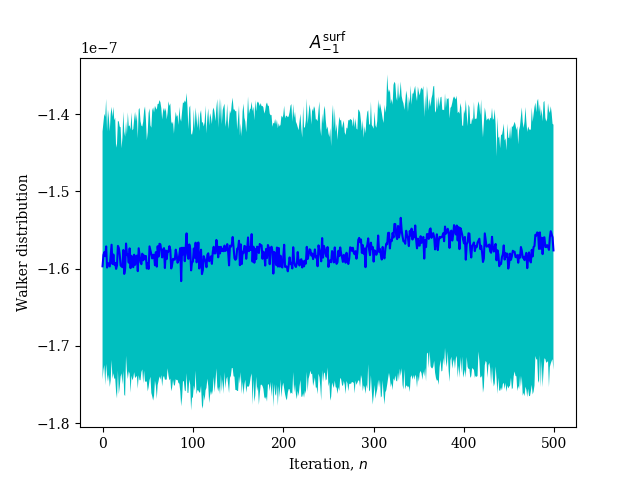 $A_{-1}^{\mathrm{surf}}$
1e−7
−1.4
−1.5
−1.6
−1.7
−1.8
Walker distribution
0 100 200 300 400 500
Iteration, n